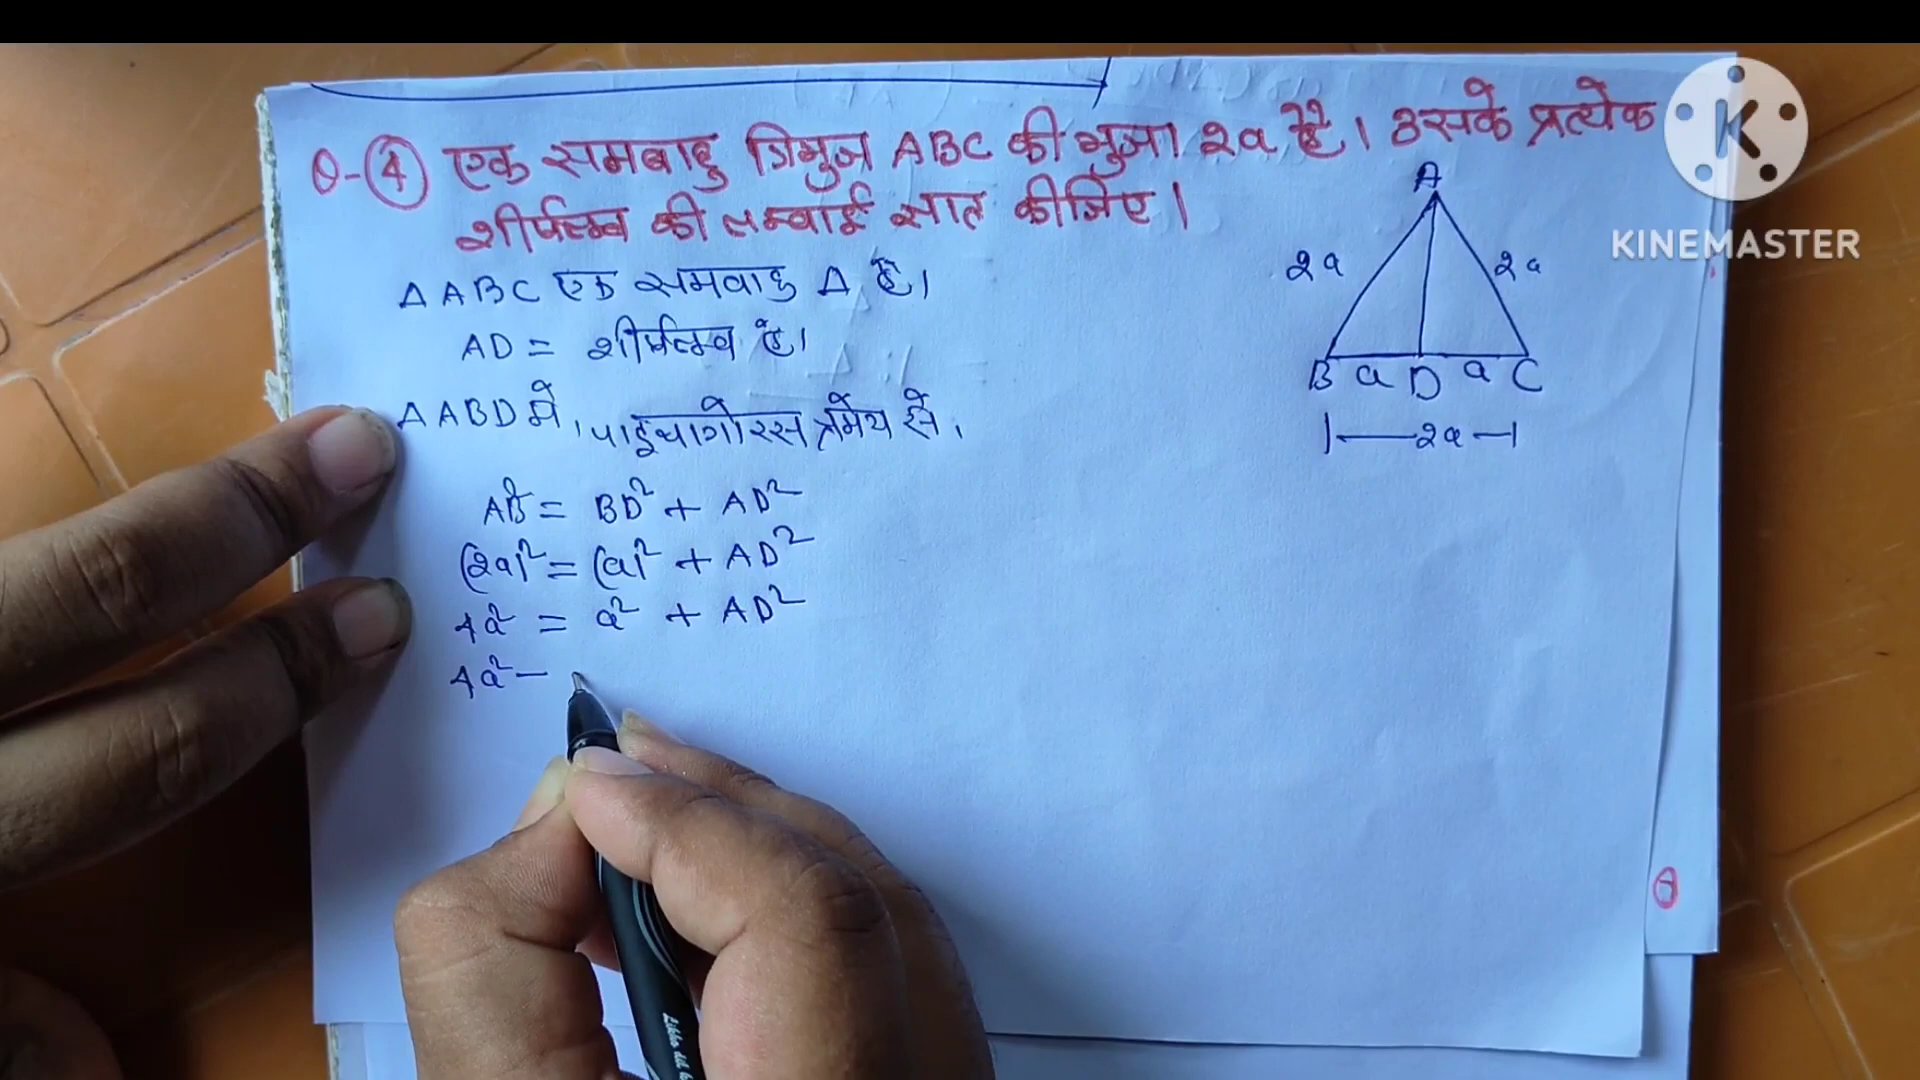 Q-4 एक समबाहु त्रिभुज ABC की भुजा 2a है। उसके प्रत्येक
शीर्षलम्ब की लम्बाई ज्ञात कीजिए।
KINEMASTER
Δ ABC एक समबाहु Δ है।
AD = शीर्षलम्ब है।
Δ ABD में, पाइथागोरस प्रमेय से,
AB² = BD² + AD²
(2a)² = (a)² + AD²
4a² = a² + AD²
4a² -
A
2a 2a
B a D a C
2a